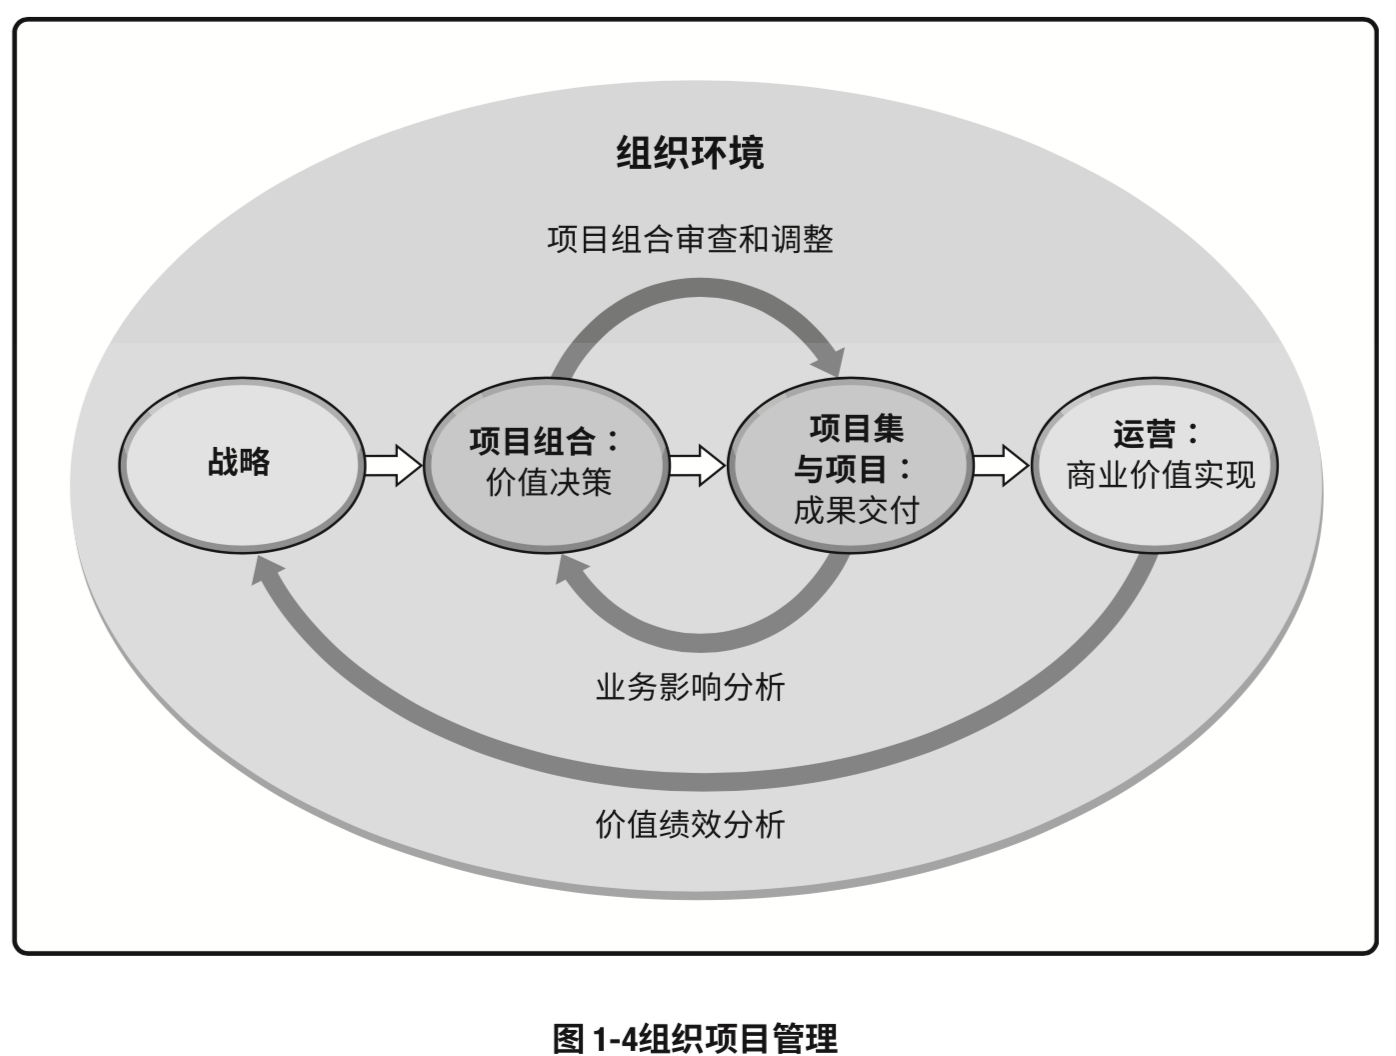 组织环境
项目组合审查和调整
战略
项目组合：
价值决策
项目集
与项目：
成果交付
运营：
商业价值实现
业务影响分析
价值绩效分析
图 1-4组织项目管理